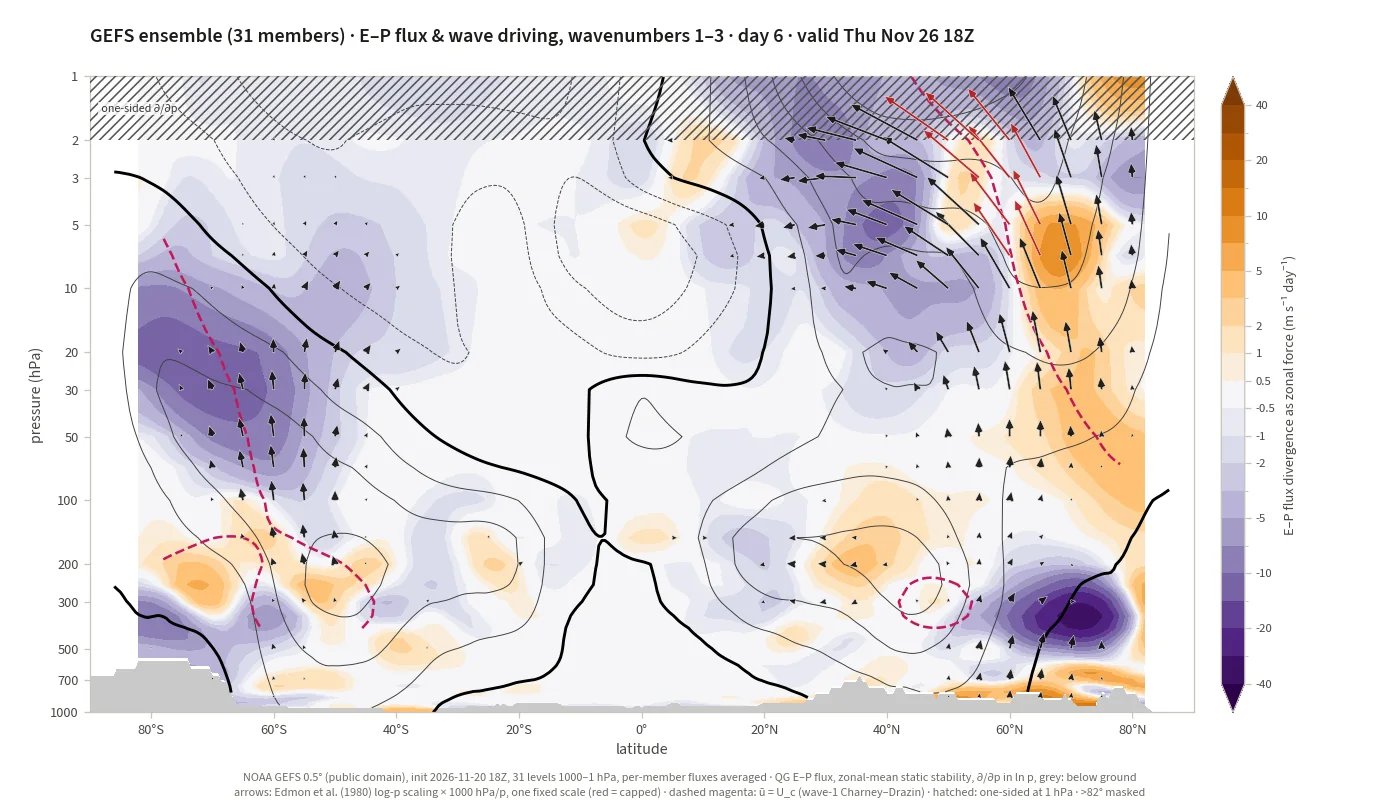 GEFS ensemble (31 members) · E–P flux & wave driving, wavenumbers 1–3 · day 6 · valid Thu Nov 26 18Z
one-sided ∂/∂p
1
2
3
5
10
20
30
50
100
200
300
500
700
1000
pressure (hPa)
80°S
60°S
40°S
20°S
0°
20°N
40°N
60°N
80°N
latitude
40
20
10
5
2
1
0.5
-0.5
-1
-2
-5
-10
-20
-40
E–P flux divergence as zonal force (m s⁻¹ day⁻¹)
NOAA GEFS 0.5° (public domain), init 2026-11-20 18Z, 31 levels 1000–1 hPa, per-member fluxes averaged · QG E–P flux, zonal-mean static stability, ∂/∂p in ln p, grey: below ground
arrows: Edmon et al. (1980) log-p scaling × 1000 hPa/p, one fixed scale (red = capped) · dashed magenta: ū = U_c (wave-1 Charney–Drazin) · hatched: one-sided at 1 hPa · >82° masked